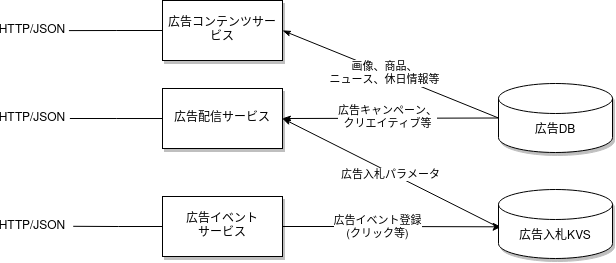 HTTP/JSON
広告コンテンツサー
ビス
画像、商品、
ニュース、休日情報等
HTTP/JSON
広告配信サービス
広告キャンペーン、
クリエイティブ等
広告DB
広告入札パラメータ
HTTP/JSON
広告イベント
サービス
広告イベント登録
(クリック等)
広告入札KVS